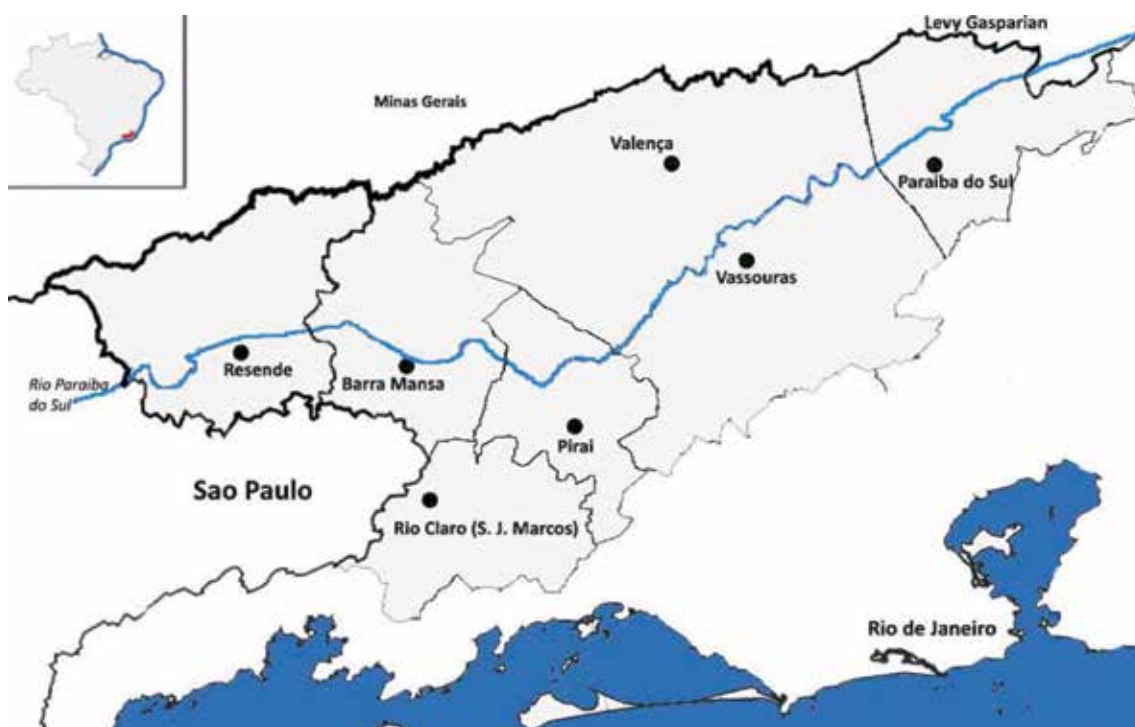 Levy Gasparian
Minas Gerais
Valença
Paraiba do Sul
Vassouras
Resende
Barra Mansa
Rio Paraiba
do Sul
Pirai
Sao Paulo
Rio Claro (S. J. Marcos)
Rio de Janeiro